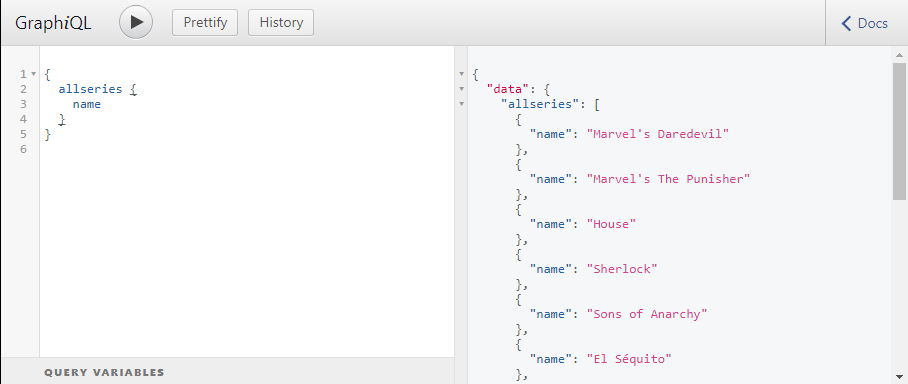 GraphiQL Prettify History Docs
1 {
2 allseries {
3 name
4 }
5 }
6
{
"data": {
"allseries": [
{
"name": "Marvel's Daredevil"
},
{
"name": "Marvel's The Punisher"
},
{
"name": "House"
},
{
"name": "Sherlock"
},
{
"name": "Sons of Anarchy"
},
{
"name": "El Séquito"
},
QUERY VARIABLES